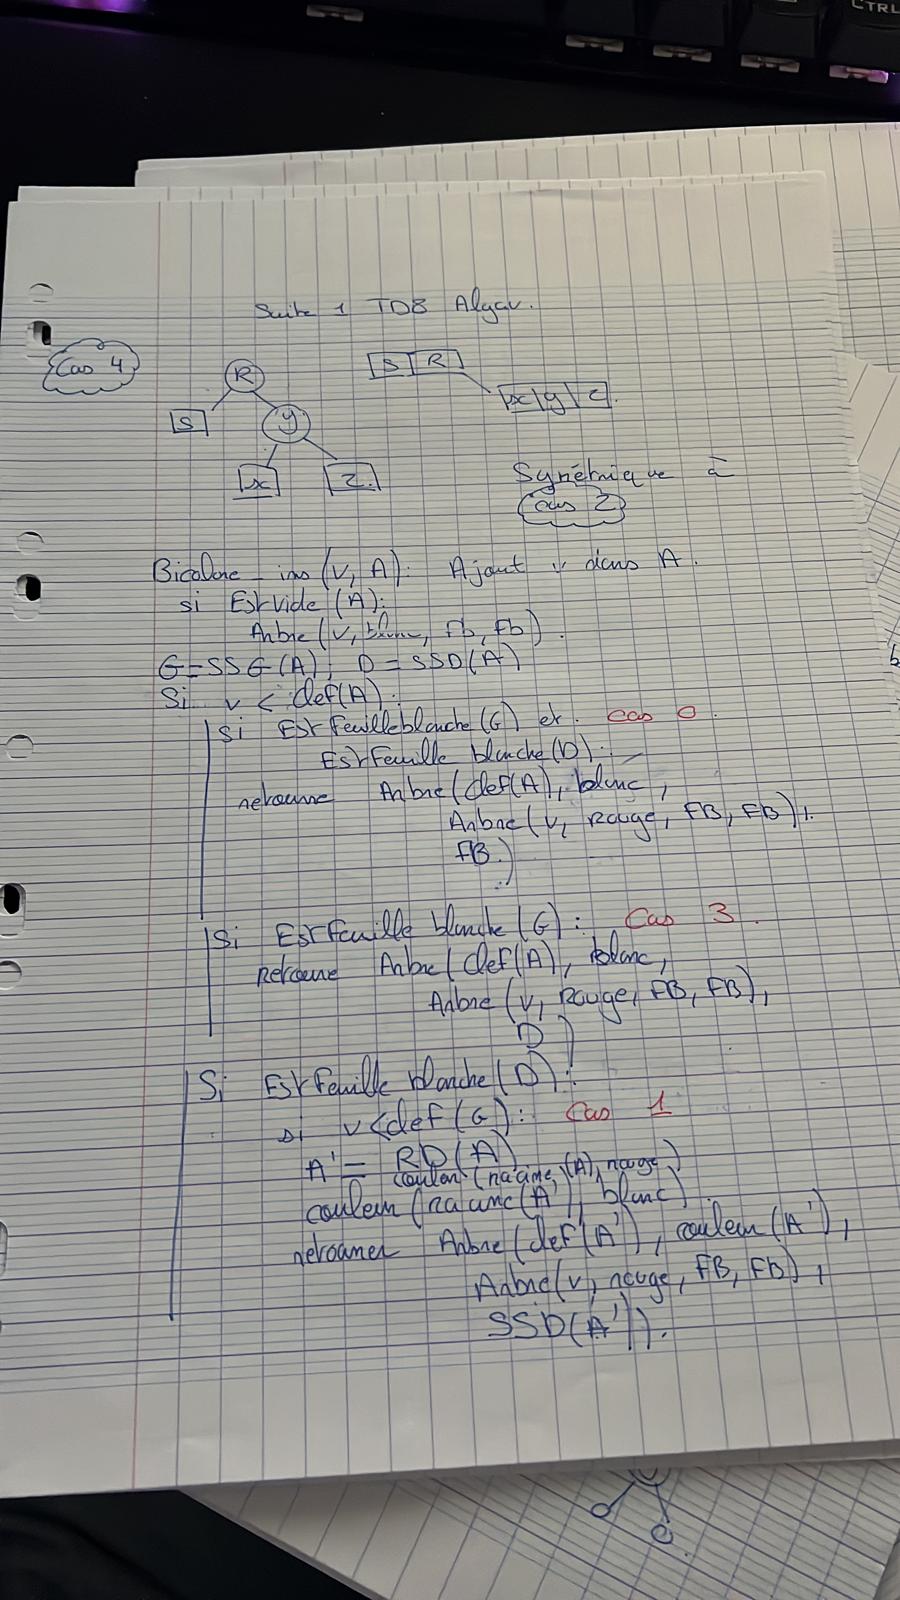 Suite 1 TD8 Algav.
Cas 4
R
S R
S
y
x y z
x
z
Symétrique à
cas 2
Bicolore_ins (v, A): Ajout v dans A.
si EstVide (A):
Arbre (v, blanc, Fb, Fb).
G=SSG(A); D=SSD(A)
Si v < clef(A):
Si EstFeuilleblanche(G) et. Cas 0.
EstFeuille blanche(D):
retourne Arbre(clef(A), blanc,
Arbre(v, Rouge, FB, FB),
FB.)
Si EstFeuille blanche(G): Cas 3.
Retourne Arbre(clef(A), blanc,
Arbre (v, Rouge, FB, FB),
D)
Si EstFeuille blanche(D):
si v<clef(G): Cas 1
A' = RD(A)
couleur (racine (A), rouge)
couleur (racine(A'), blanc).
retourner Arbre(clef(A'), couleur(A'),
Arbre(v, rouge, FB, FB),
SSD(A')).
CTRL